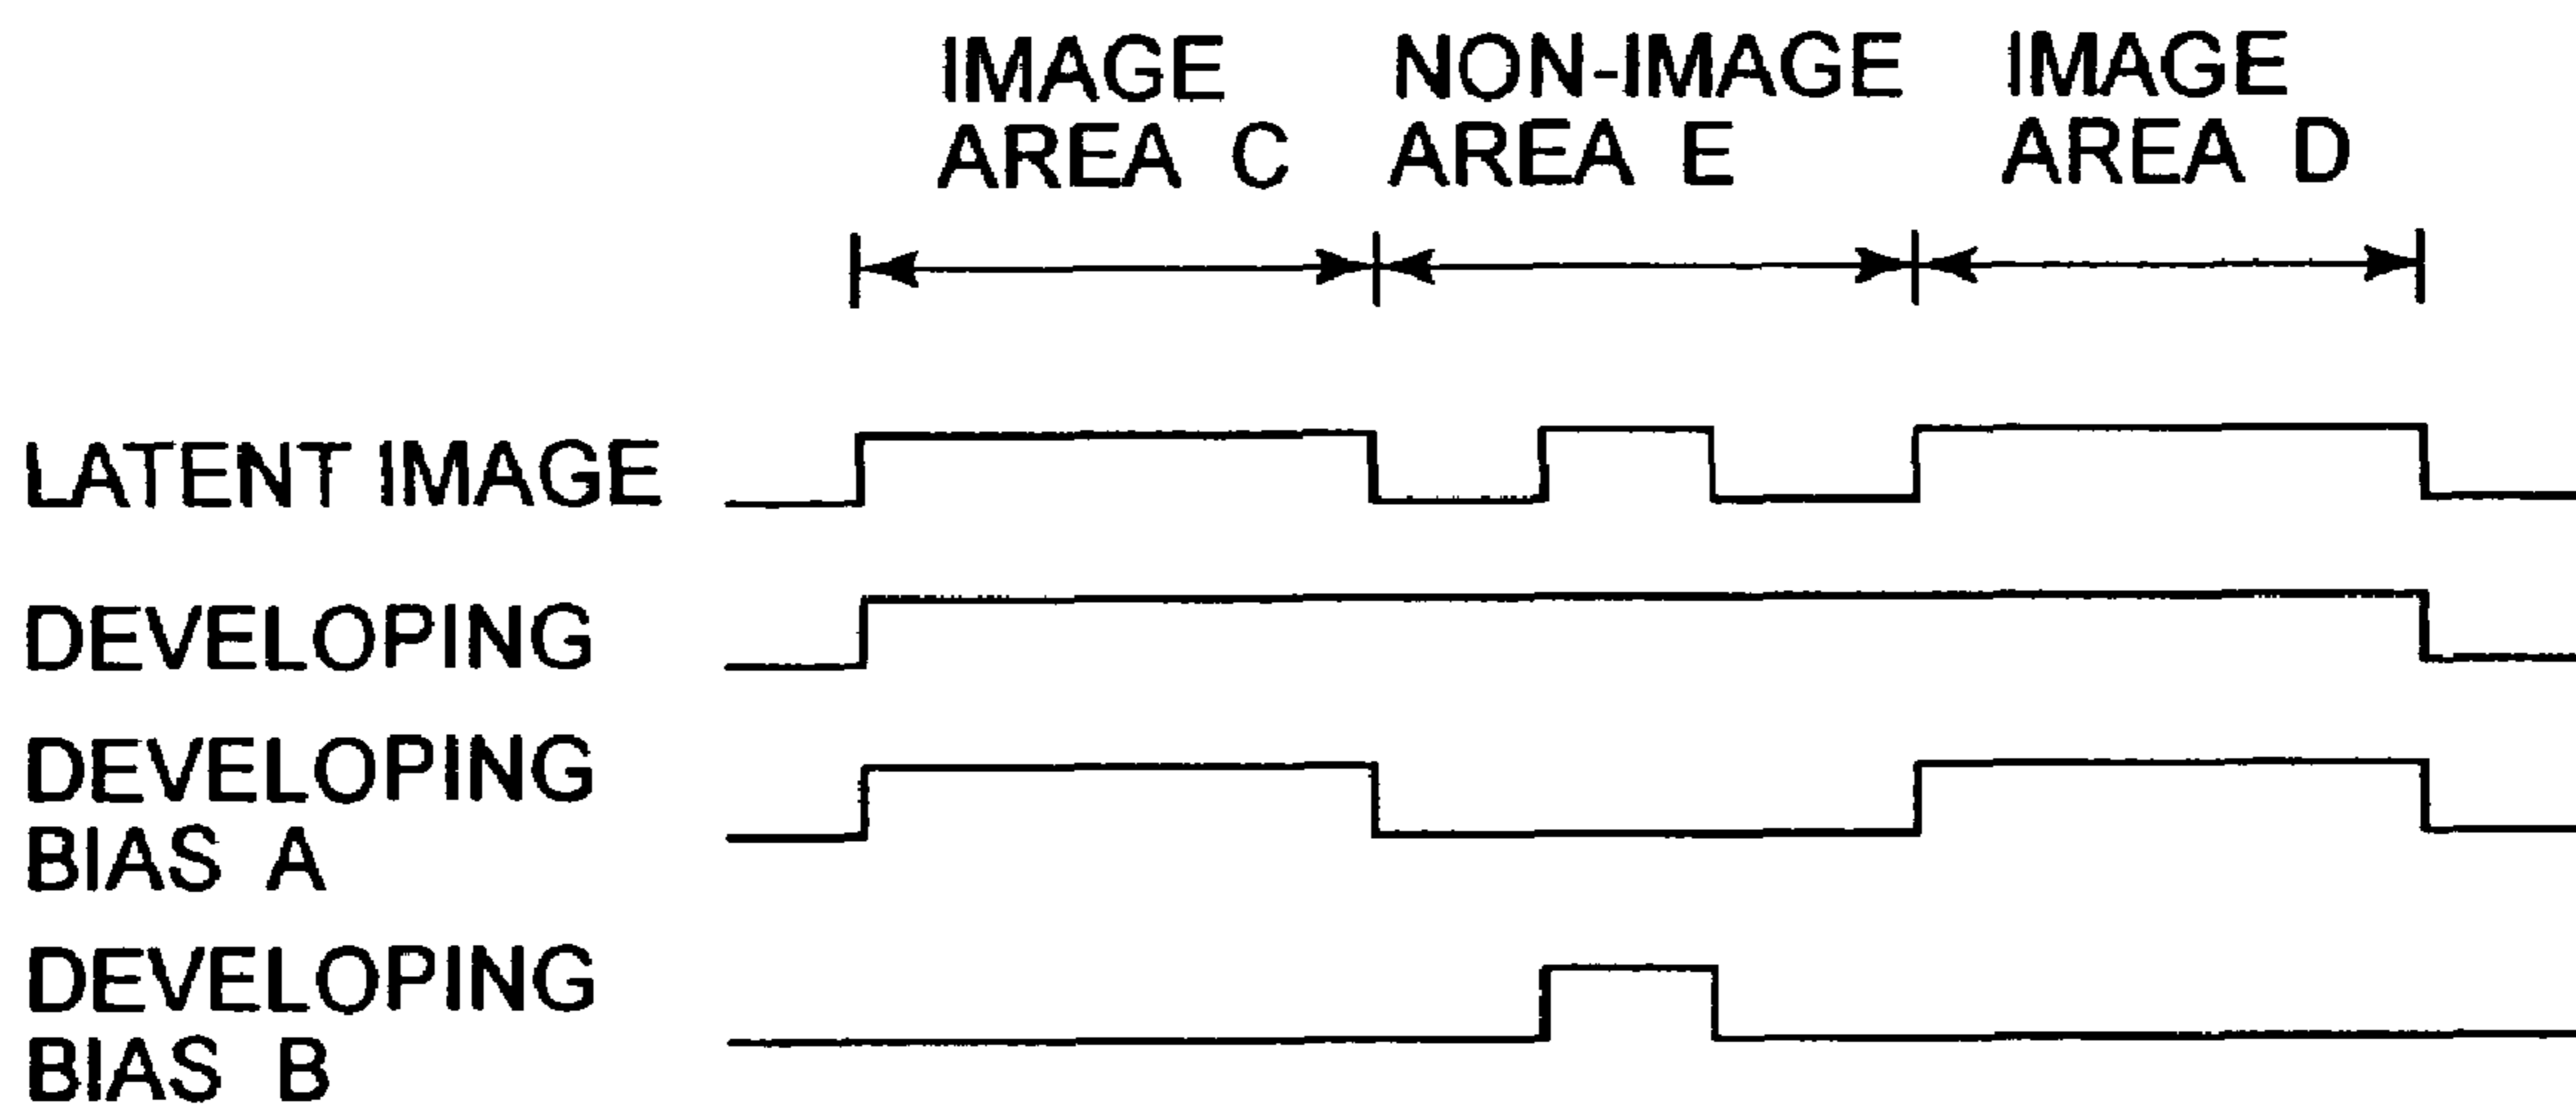 IMAGE
AREA C
NON-IMAGE
AREA E
IMAGE
AREA D
LATENT IMAGE
DEVELOPING
DEVELOPING
BIAS A
DEVELOPING
BIAS B